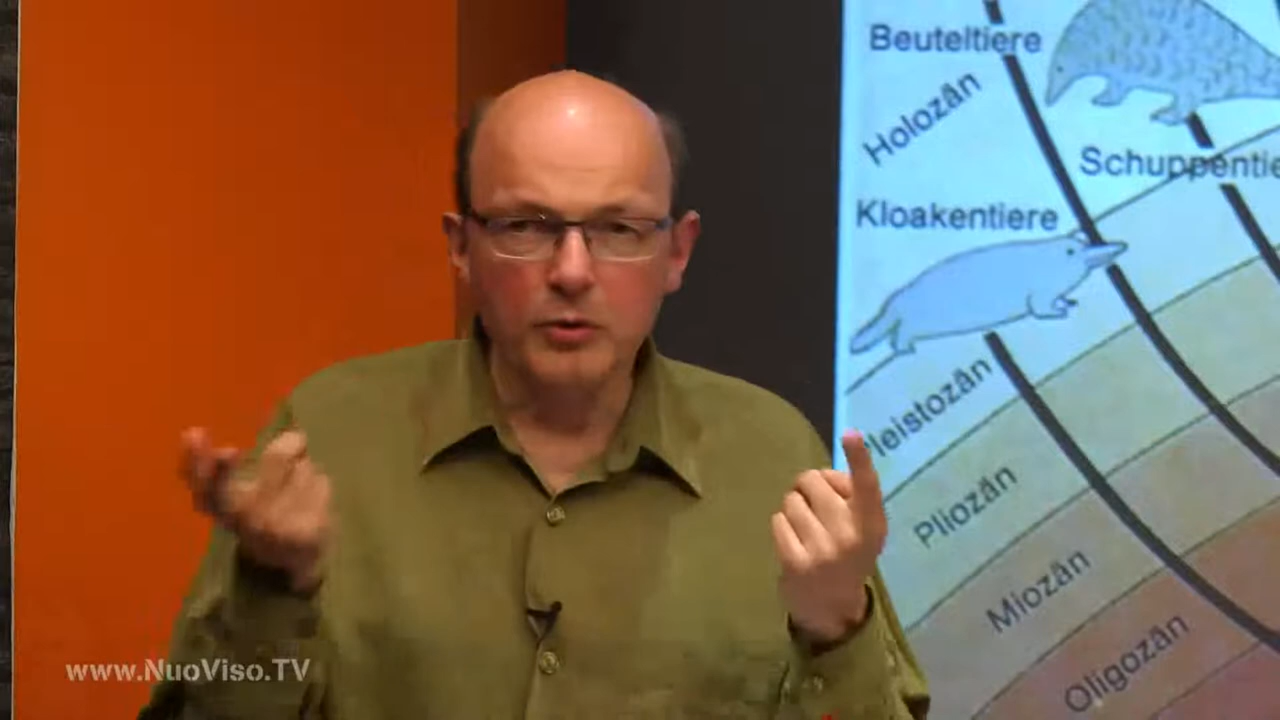 Beuteltiere
Holozän
Schuppentie
Kloakentiere
Pleistozän
Pliozän
Miozän
Oligozän
www.NuoViso.TV